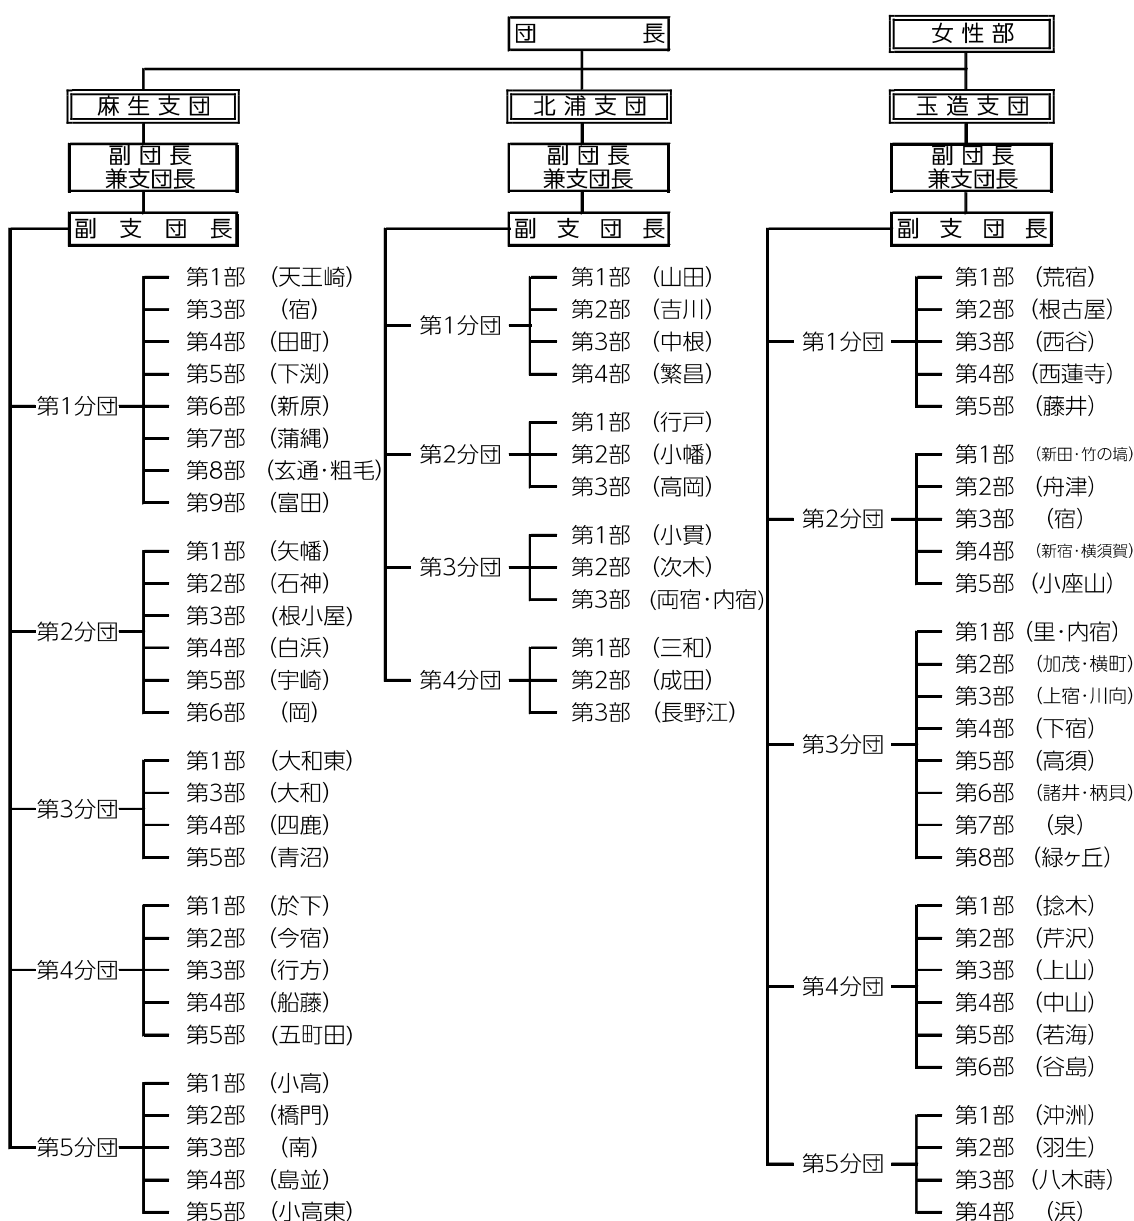 団長
女性部
麻生支団
副団長
兼支団長
副支団長
第1分団
第1部 (天王崎)
第3部 (宿)
第4部 (田町)
第5部 (下渕)
第6部 (新原)
第7部 (蒲縄)
第8部 (玄通・粗毛)
第9部 (富田)
第2分団
第1部 (矢幡)
第2部 (石神)
第3部 (根小屋)
第4部 (白浜)
第5部 (宇崎)
第6部 (岡)
第3分団
第1部 (大和東)
第3部 (大和)
第4部 (四鹿)
第5部 (青沼)
第4分団
第1部 (於下)
第2部 (今宿)
第3部 (行方)
第4部 (船藤)
第5部 (五町田)
第5分団
第1部 (小高)
第2部 (橋門)
第3部 (南)
第4部 (島並)
第5部 (小高東)
北浦支団
副団長
兼支団長
副支団長
第1分団
第1部 (山田)
第2部 (吉川)
第3部 (中根)
第4部 (繁昌)
第2分団
第1部 (行戸)
第2部 (小幡)
第3部 (高岡)
第3分団
第1部 (小貫)
第2部 (次木)
第3部 (両宿・内宿)
第4分団
第1部 (三和)
第2部 (成田)
第3部 (長野江)
玉造支団
副団長
兼支団長
副支団長
第1分団
第1部 (荒宿)
第2部 (根古屋)
第3部 (西谷)
第4部 (西蓮寺)
第5部 (藤井)
第2分団
第1部 (新田・竹の塙)
第2部 (舟津)
第3部 (宿)
第4部 (新宿・横須賀)
第5部 (小座山)
第3分団
第1部 (里・内宿)
第2部 (加茂・横町)
第3部 (上宿・川向)
第4部 (下宿)
第5部 (高須)
第6部 (諸井・柄貝)
第7部 (泉)
第8部 (緑ヶ丘)
第4分団
第1部 (捻木)
第2部 (芹沢)
第3部 (上山)
第4部 (中山)
第5部 (若海)
第6部 (谷島)
第5分団
第1部 (沖洲)
第2部 (羽生)
第3部 (八木蒔)
第4部 (浜)